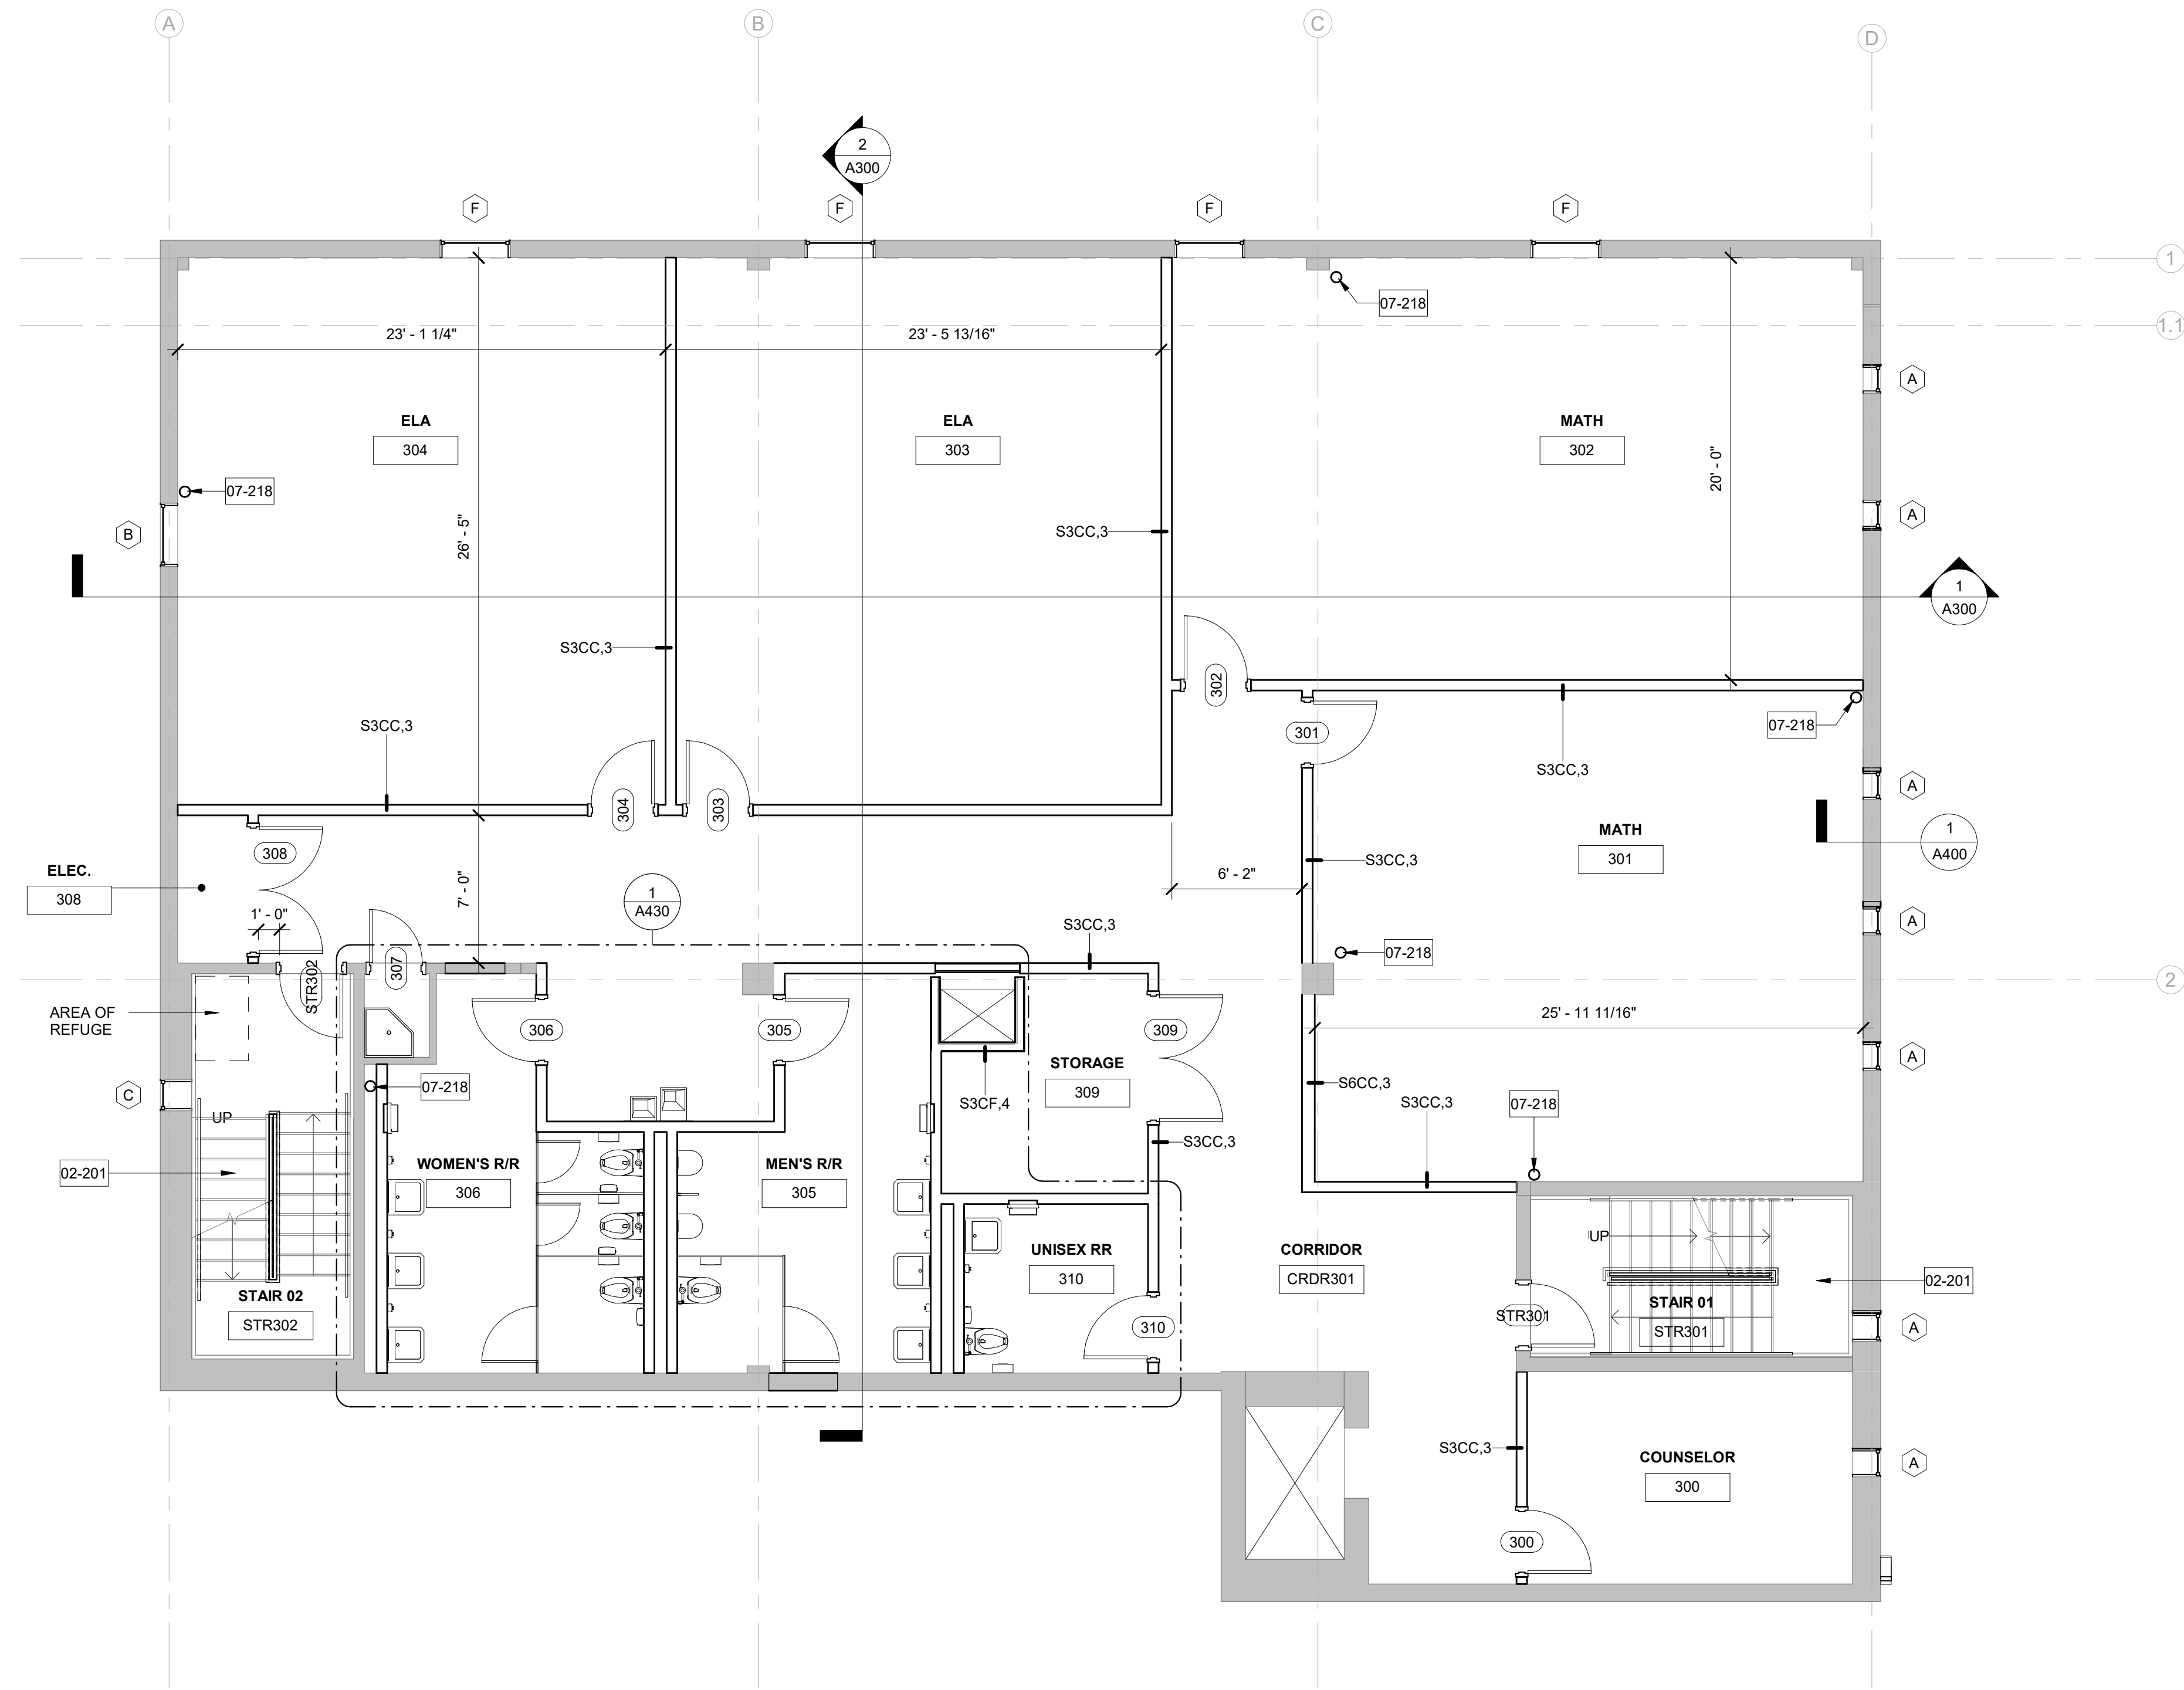 A
B
C
D
2
A300
F
F
F
F
1
07-218
1.1
23' - 1 1/4"
23' - 5 13/16"
A
ELA
304
ELA
303
MATH
302
20' - 0"
07-218
B
26' - 5"
S3CC,3
A
1
A300
S3CC,3
302
S3CC,3
301
07-218
S3CC,3
A
304
303
308
MATH
301
1
A400
ELEC.
308
7' - 0"
1
A430
S3CC,3
6' - 2"
1' - 0"
S3CC,3
A
STR302
307
07-218
2
AREA OF
REFUGE
306
305
309
25' - 11 11/16"
A
C
UP
07-218
STORAGE
309
S3CF,4
S6CC,3
S3CC,3
07-218
S3CC,3
02-201
WOMEN'S R/R
306
MEN'S R/R
305
UNISEX RR
310
CORRIDOR
CRDR301
UP
02-201
STAIR 02
STR302
310
STR301
STAIR 01
STR301
A
S3CC,3
COUNSELOR
300
A
300